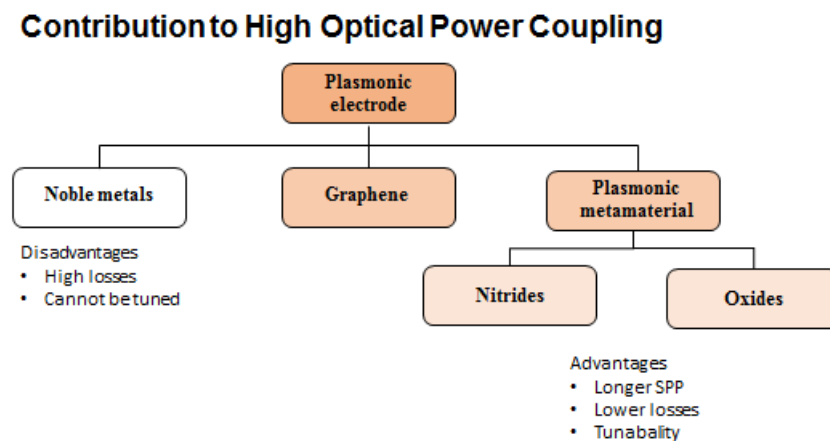 Contribution to High Optical Power Coupling
Plasmonic
electrode
Noble metals
Graphene
Plasmonic
metamaterial
Disadvantages
• High losses
• Cannot be tuned
Nitrides
Oxides
Advantages
• Longer SPP
• Lower losses
• Tunabality